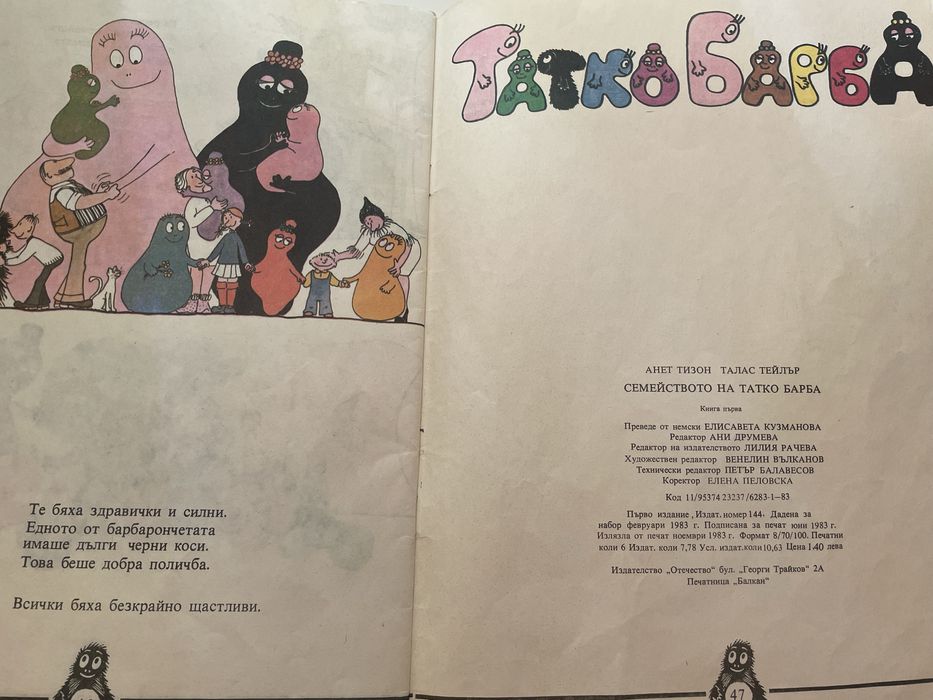 Те бяха здравички и силни.
Едното от барбарончетата
имаше дълги черни коси.
Това беше добра поличба.
Всички бяха безкрайно щастливи.
ТАТКО БАРБА
АНЕТ ТИЗОН ТАЛАС ТЕЙЛЪР
СЕМЕЙСТВОТО НА ТАТКО БАРБА
Книга първа
Преведе от немски ЕЛИСАВЕТА КУЗМАНОВА
Редактор АНИ ДРУМЕВА
Редактор на издателството ЛИЛИЯ РАЧЕВА
Художествен редактор ВЕНЕЛИН ВЪЛКАНОВ
Технически редактор ПЕТЪР БАЛАВЕСОВ
Коректор ЕЛЕНА ПЕЛОВСКА
Код 11/95374 23237/6283-1-83
Първо издание, Издат. номер 144. Дадена за
набор февруари 1983 г. Подписана за печат юни 1983 г.
Излязла от печат ноември 1983 г. Формат 8/70/100. Печатни
коли 6 Издат. коли 7,78 Усл. издат.коли 10,63 Цена 1.40 лева
Издателство „Отечество" бул. „Георги Трайков" 2А
Печатница „Балкан"
47